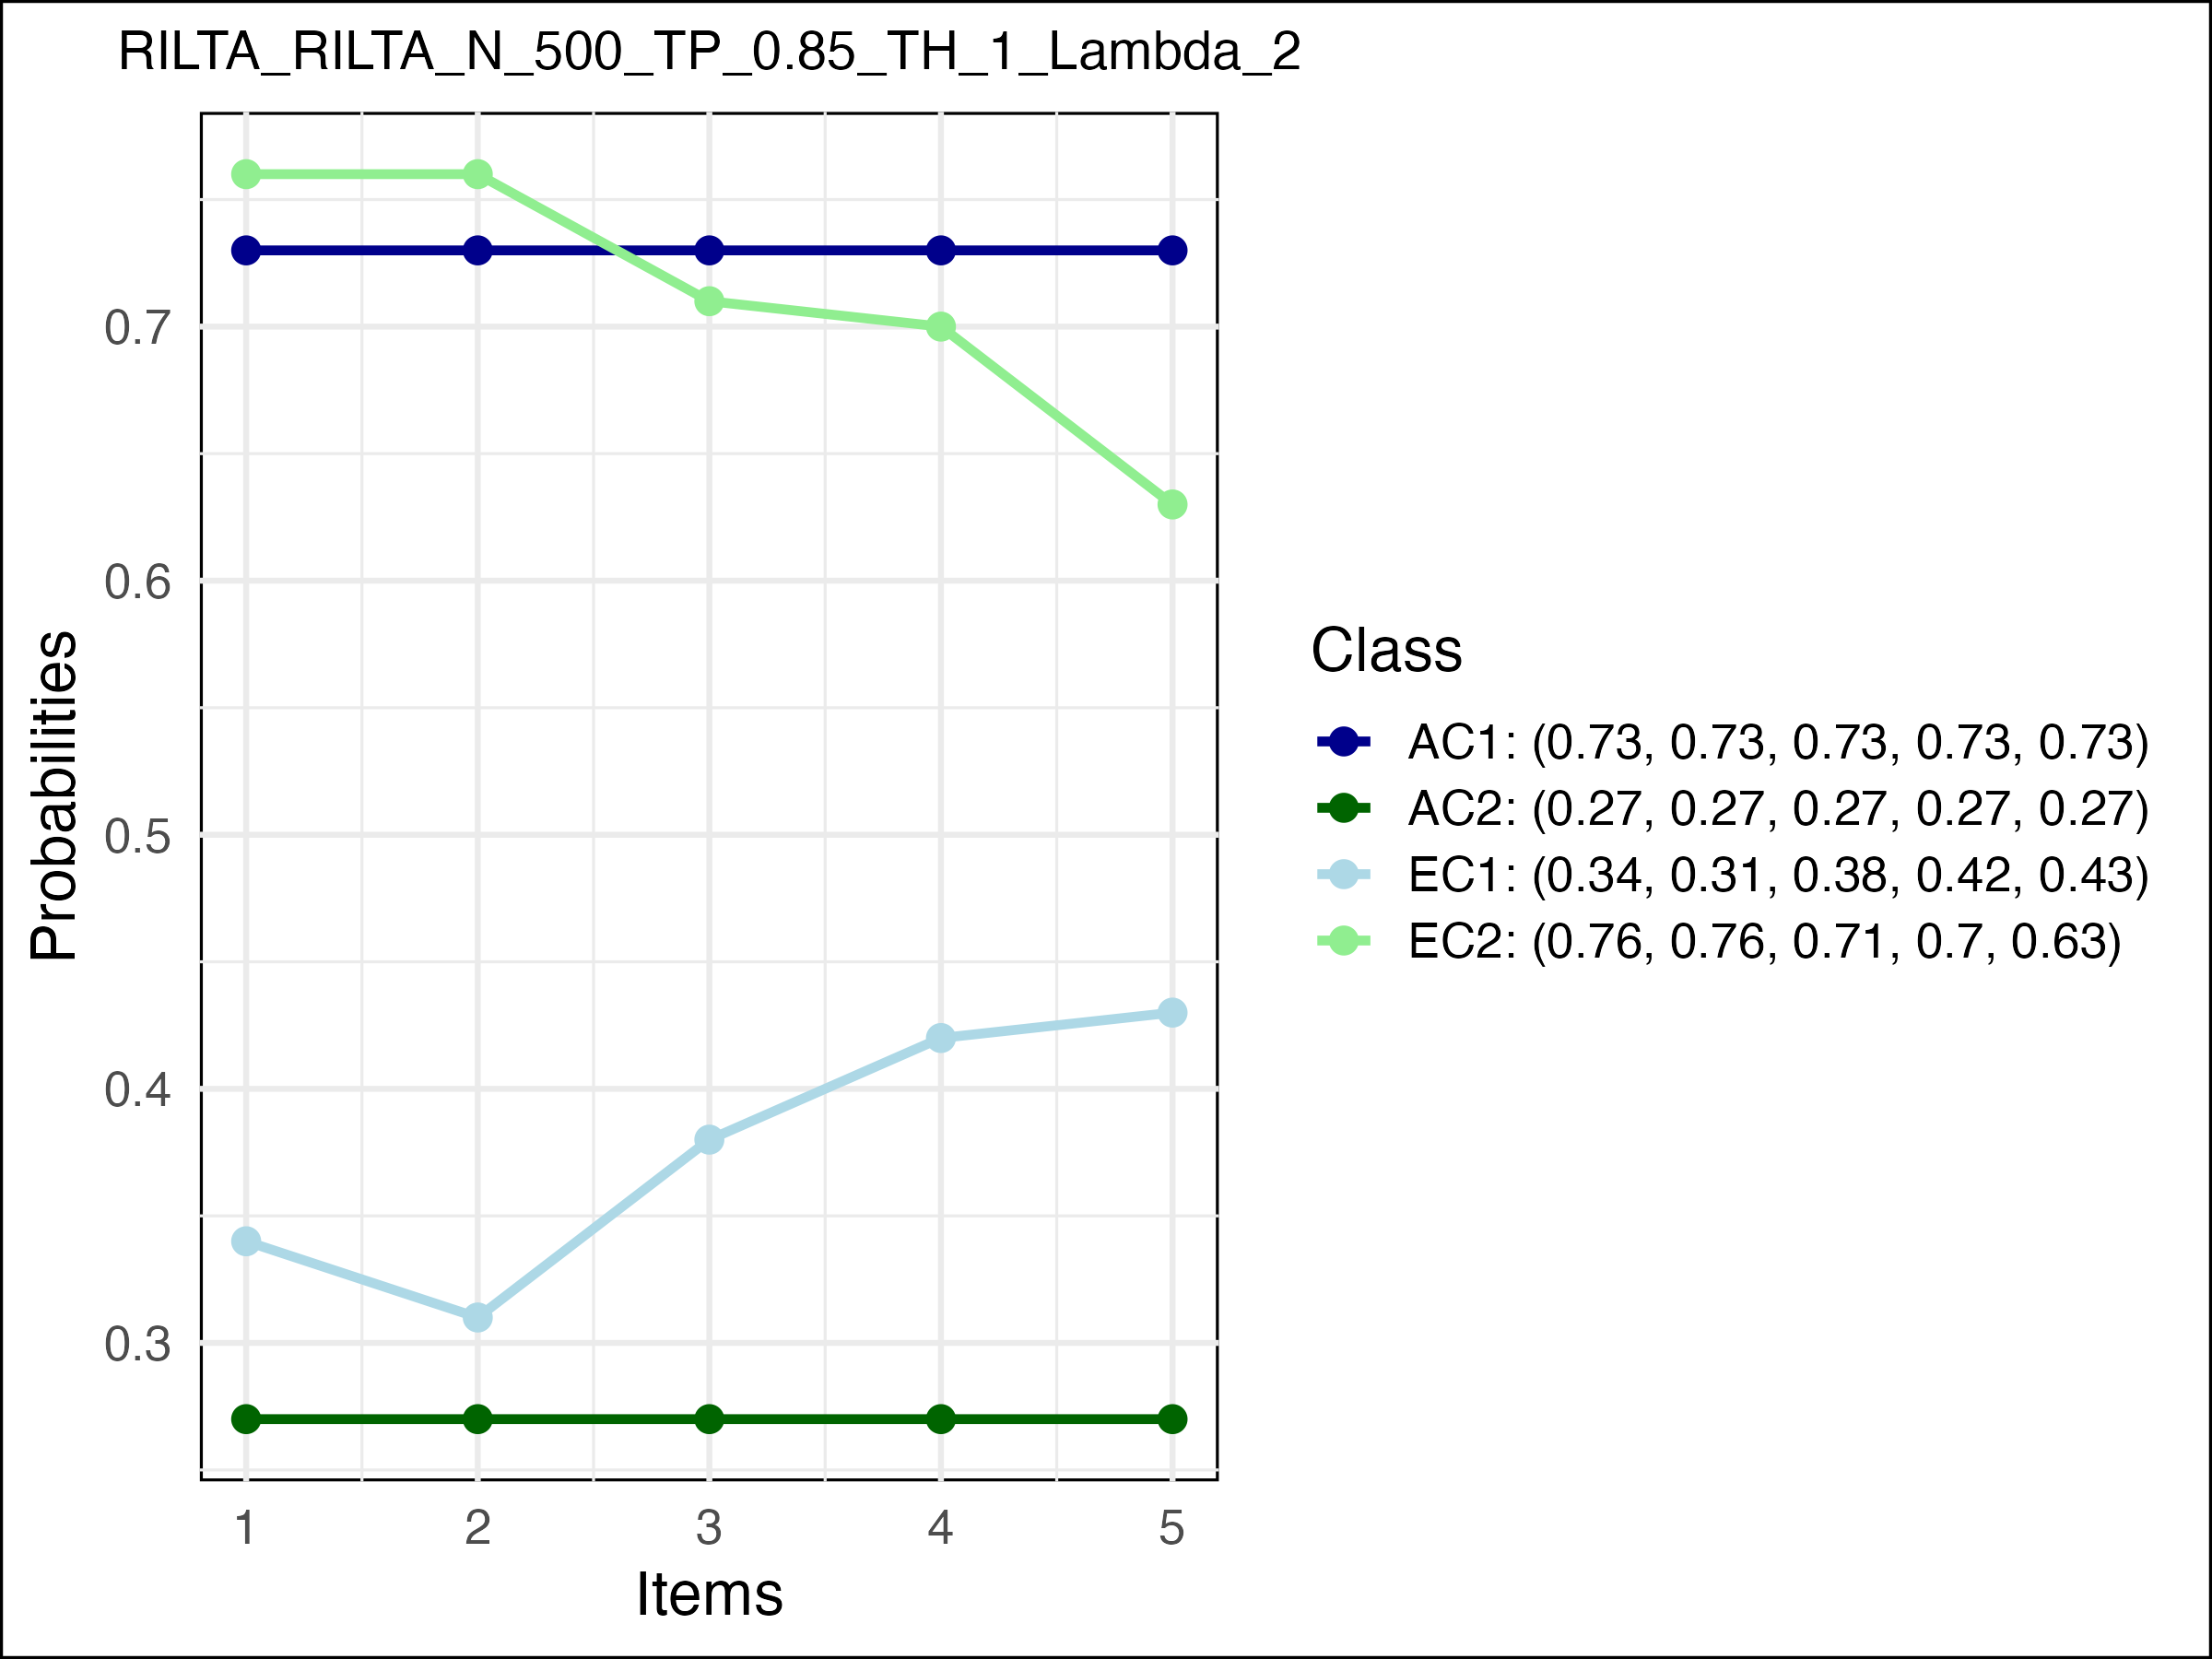 RILTA_RILTA_N_500_TP_0.85_TH_1_Lambda_2
0.7
0.6
0.5
0.4
0.3
Probabilities
1 2 3 4 5
Items
Class
AC1: (0.73, 0.73, 0.73, 0.73, 0.73)
AC2: (0.27, 0.27, 0.27, 0.27, 0.27)
EC1: (0.34, 0.31, 0.38, 0.42, 0.43)
EC2: (0.76, 0.76, 0.71, 0.7, 0.63)